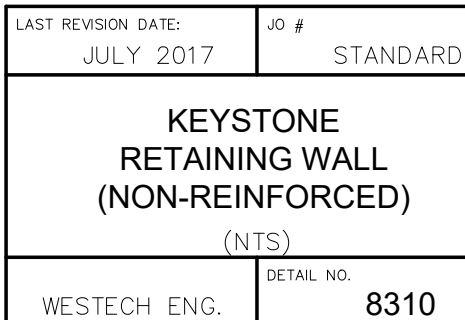 LAST REVISION DATE:
JULY 2017
JO #
STANDARD
KEYSTONE
RETAINING WALL
(NON-REINFORCED)
(NTS)
WESTECH ENG.
DETAIL NO.
8310